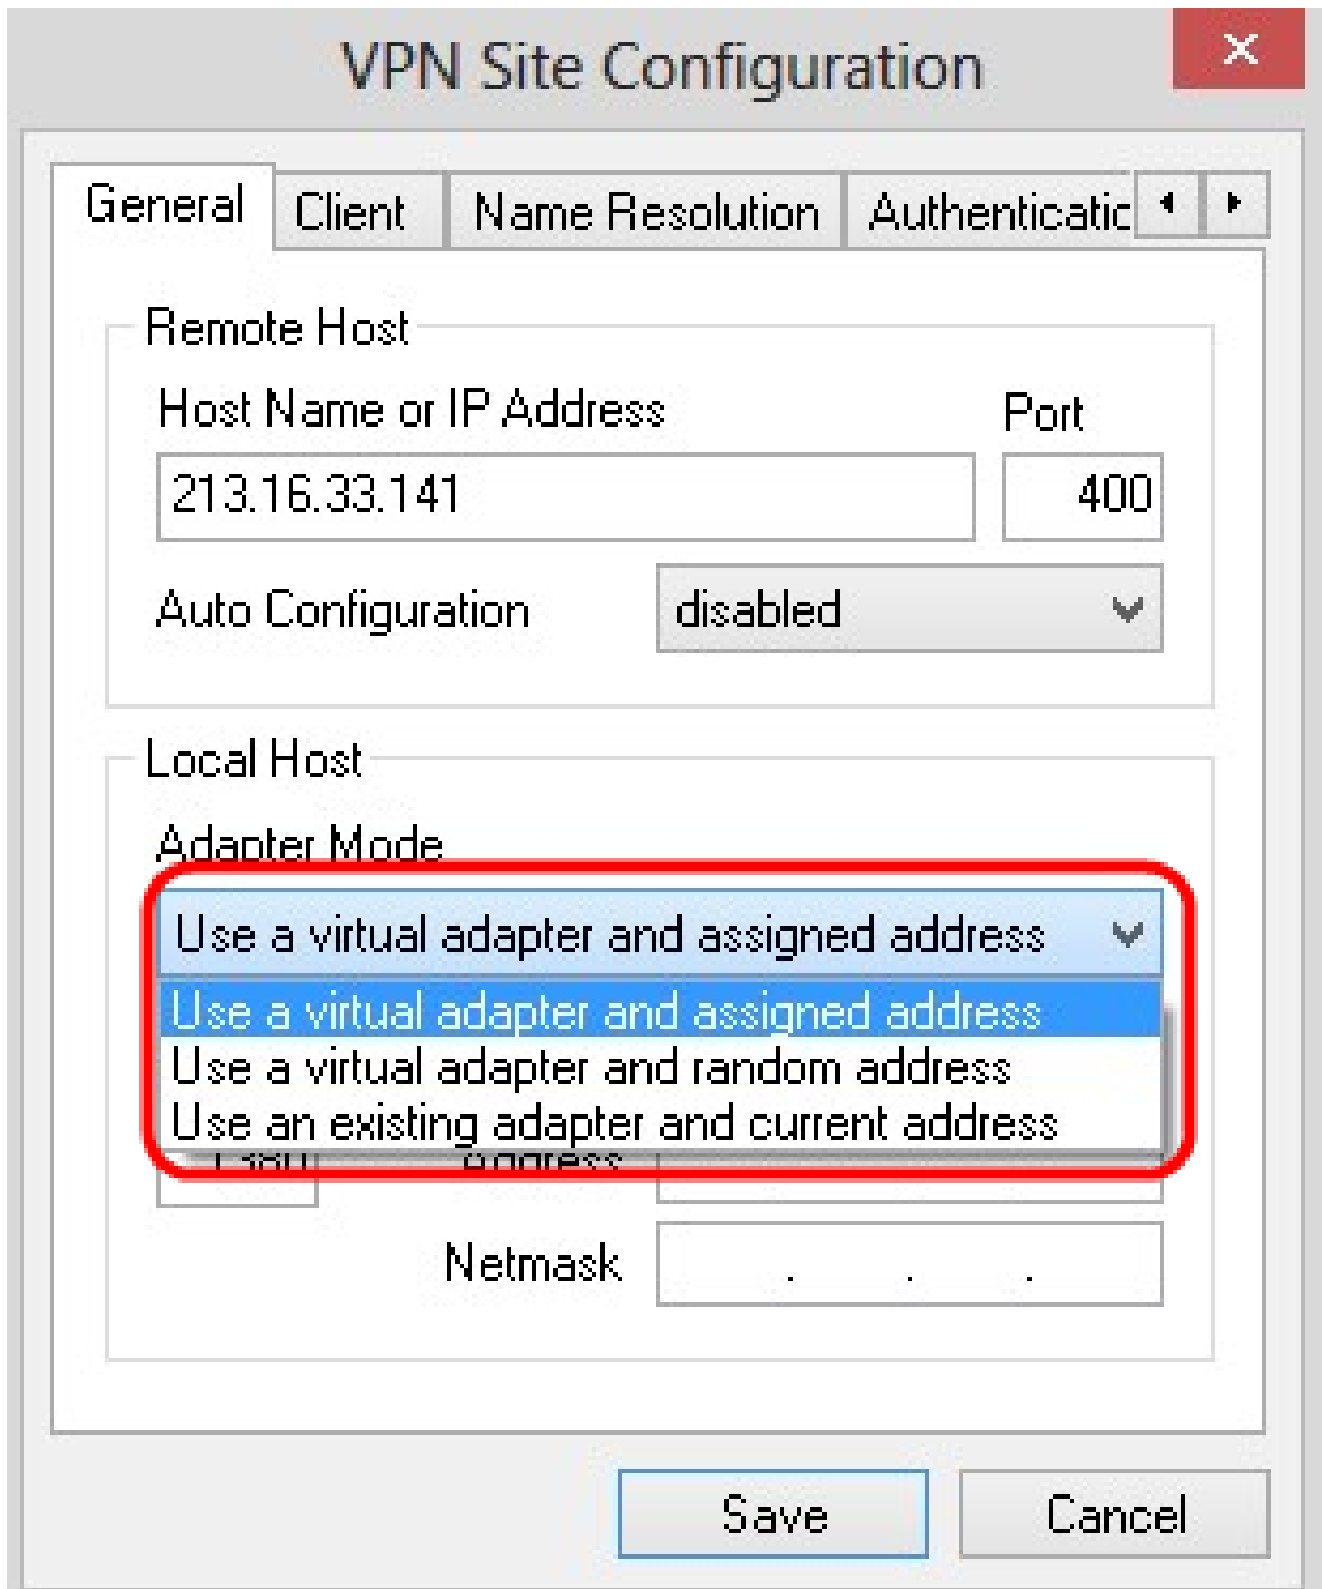 VPN Site Configuration
General Client Name Resolution Authenticatic
Remote Host
Host Name or IP Address Port
213.16.33.141 400
Auto Configuration disabled
Local Host
Adapter Mode
Use a virtual adapter and assigned address
Use a virtual adapter and assigned address
Use a virtual adapter and random address
Use an existing adapter and current address
1380 Address
Netmask . . .
Save Cancel